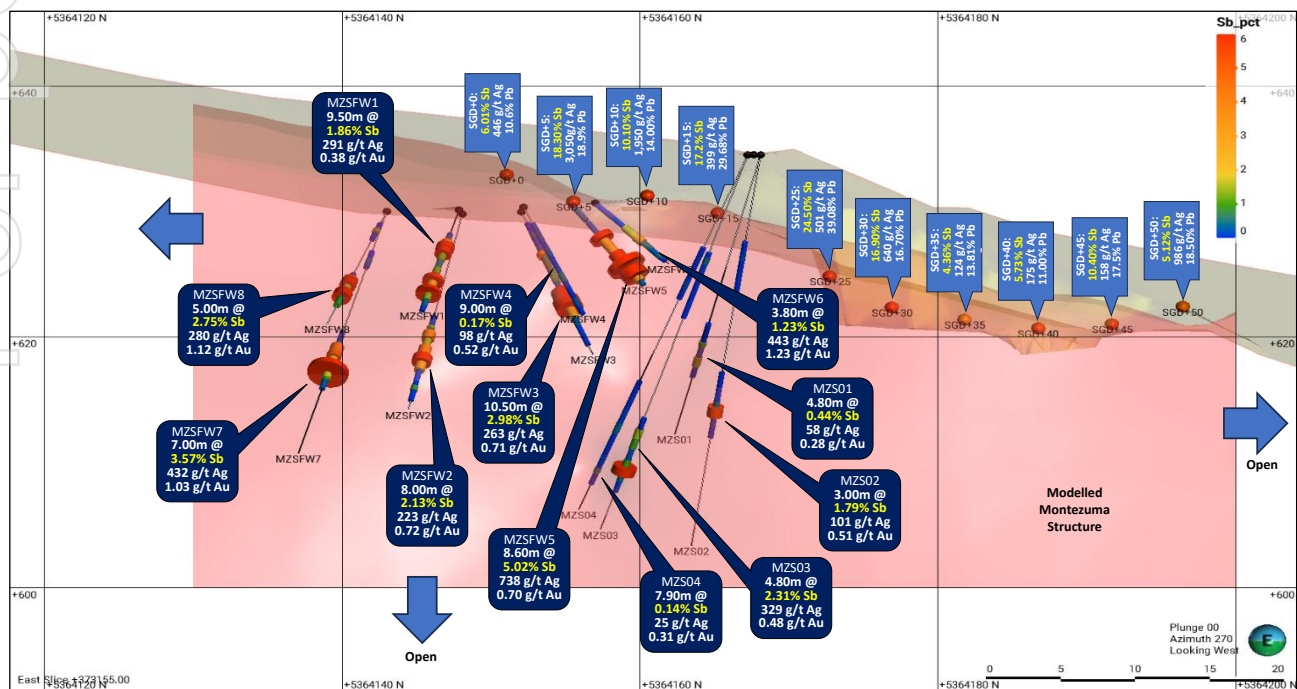 +5364120 N
+5364140 N
+5364160 N
+5364180 N
+5364200 N
Sb_pct
6
5
4
3
2
1
0
+640
+640
SGD+0:
6.01% Sb
446 g/t Ag
10.6% Pb
SGD+5:
18.30% Sb
3,050g/t Ag
18.9% Pb
SGD+10:
10.10% Sb
1,950 g/t Ag
14.00% Pb
SGD+15:
17.2% Sb
399 g/t Ag
29.68% Pb
SGD+25:
24.50% Sb
501 g/t Ag
39.08% Pb
SGD+30:
16.90% Sb
640 g/t Ag
16.70% Pb
SGD+35:
4.36% Sb
124 g/t Ag
13.81% Pb
SGD+40:
5.73% Sb
175 g/t Ag
11.00% Pb
SGD+45:
10.40% Sb
158 g/t Ag
17.5% Pb
SGD+50:
5.12% Sb
986 g/t Ag
18.50% Pb
MZSFW1
9.50m @
1.86% Sb
291 g/t Ag
0.38 g/t Au
SGD+0
SGD+5
SGD+10
SGD+15
SGD+25
SGD+30
SGD+35
SGD+40
SGD+45
SGD+50
MZSFW8
5.00m @
2.75% Sb
280 g/t Ag
1.12 g/t Au
MZSFW8
MZSFW1
MZSFW4
9.00m @
0.17% Sb
98 g/t Ag
0.52 g/t Au
MZSFW4
MZSFW3
MZSFW5
MZSFW6
3.80m @
1.23% Sb
443 g/t Ag
1.23 g/t Au
+620
+620
MZSFW7
7.00m @
3.57% Sb
432 g/t Ag
1.03 g/t Au
MZSFW7
MZSFW2
MZSFW2
8.00m @
2.13% Sb
223 g/t Ag
0.72 g/t Au
MZSFW3
10.50m @
2.98% Sb
263 g/t Ag
0.71 g/t Au
MZS01
4.80m @
0.44% Sb
58 g/t Ag
0.28 g/t Au
MZS01
MZS02
3.00m @
1.79% Sb
101 g/t Ag
0.51 g/t Au
Open
Modelled
Montezuma
Structure
MZS04
MZS03
MZS02
MZSFW5
8.60m @
5.02% Sb
738 g/t Ag
0.70 g/t Au
MZS04
7.90m @
0.14% Sb
25 g/t Ag
0.31 g/t Au
MZS03
4.80m @
2.31% Sb
329 g/t Ag
0.48 g/t Au
+600
+600
Open
Plunge 00
Azimuth 270
Looking West
E
0
5
10
15
20
East Slice +373155.00
+5364120 N
+5364140 N
+5364160 N
+5364180 N
+5364200 N